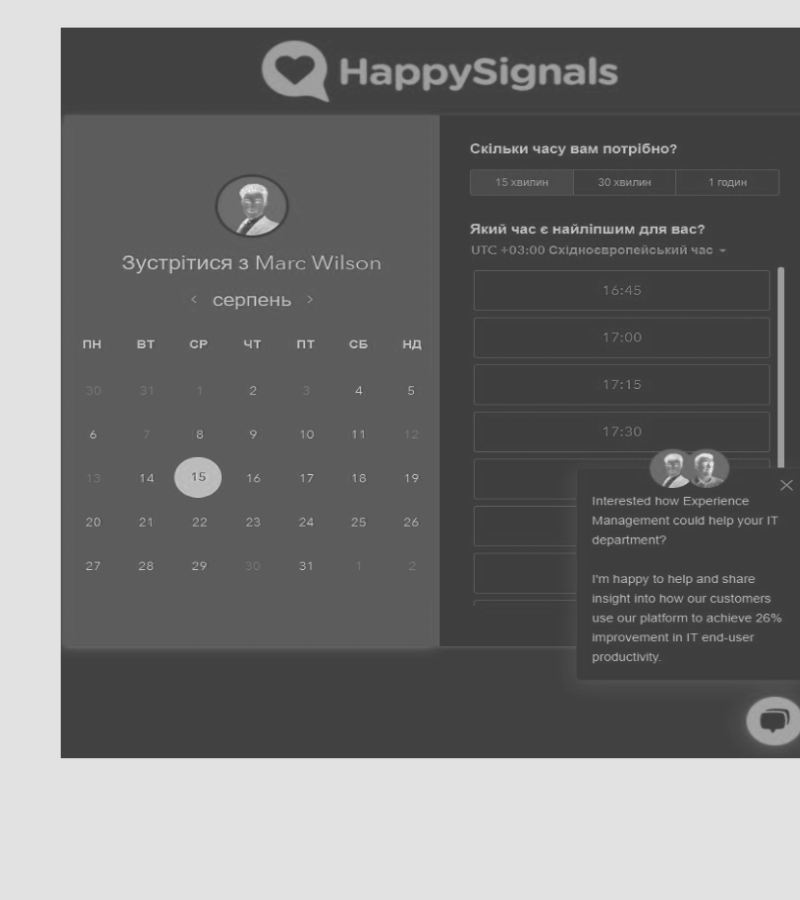 HappySignals
Зустрітися з Marc Wilson
серпень
ПН ВТ СР ЧТ ПТ СБ НД
30 31 1 2 3 4 5
6 7 8 9 10 11 12
13 14 15 16 17 18 19
20 21 22 23 24 25 26
27 28 29 30 31 1 2
Скільки часу вам потрібно?
15 хвилин 30 хвилин 1 годин
Який час є найліпшим для вас?
UTC +03:00 Східноєвропейський час
16:45
17:00
17:15
17:30
Interested how Experience
Management could help your IT
department?
I'm happy to help and share
insight into how our customers
use our platform to achieve 26%
improvement in IT end-user
productivity.